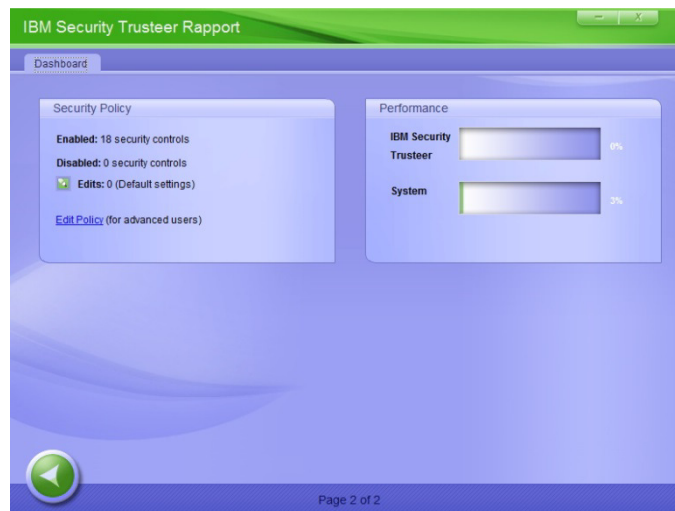 IBM Security Trusteer Rapport
— X
Dashboard
Security Policy
Enabled: 18 security controls
Disabled: 0 security controls
Edits: 0 (Default settings)
Edit Policy (for advanced users)
Performance
IBM Security
Trusteer
0%
System
3%
Page 2 of 2